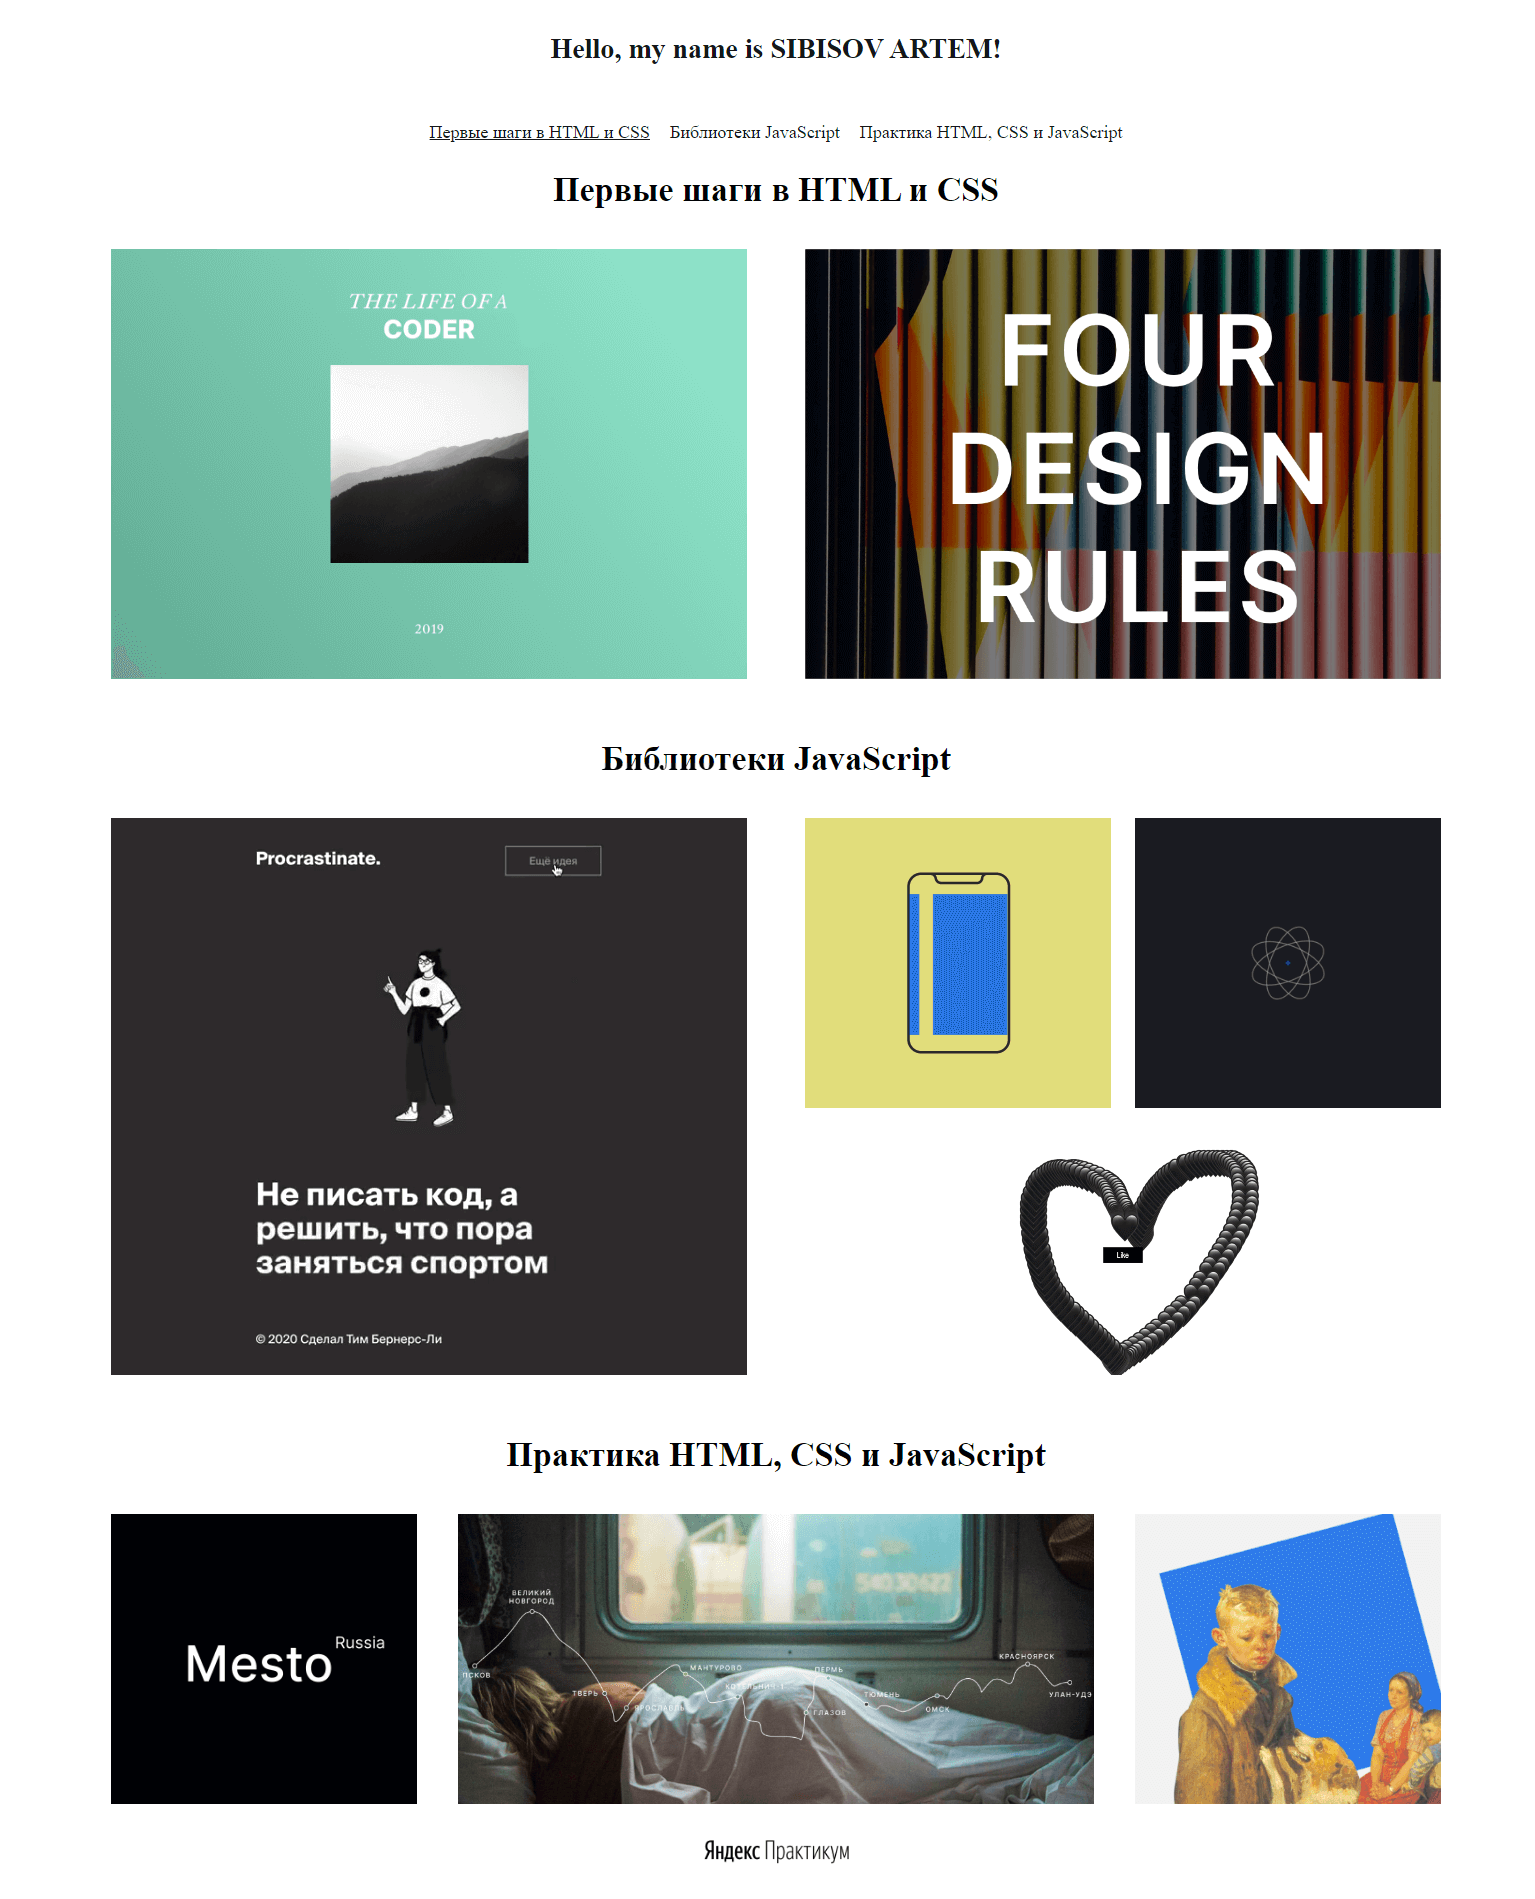 Hello, my name is SIBISOV ARTEM!
Первые шаги в HTML и CSS Библиотеки JavaScript Практика HTML, CSS и JavaScript
Первые шаги в HTML и CSS
THE LIFE OF A
CODER
2019
FOUR
DESIGN
RULES
Библиотеки JavaScript
Procrastinate.
Ещё идея
Не писать код, а
решить, что пора
заняться спортом
© 2020 Сделал Тим Бернерс-Ли
Like
Практика HTML, CSS и JavaScript
Mesto
Russia
ВЕЛИКИЙ
НОВГОРОД
ПСКОВ
ТВЕРЬ
ЯРОСЛАВЛЬ
МАНТУРОВО
КОТЕЛЬНИЧ-1
ПЕРМЬ
ГЛАЗОВ
ТЮМЕНЬ
ОМСК
КРАСНОЯРСК
УЛАН-УДЭ
Яндекс Практикум